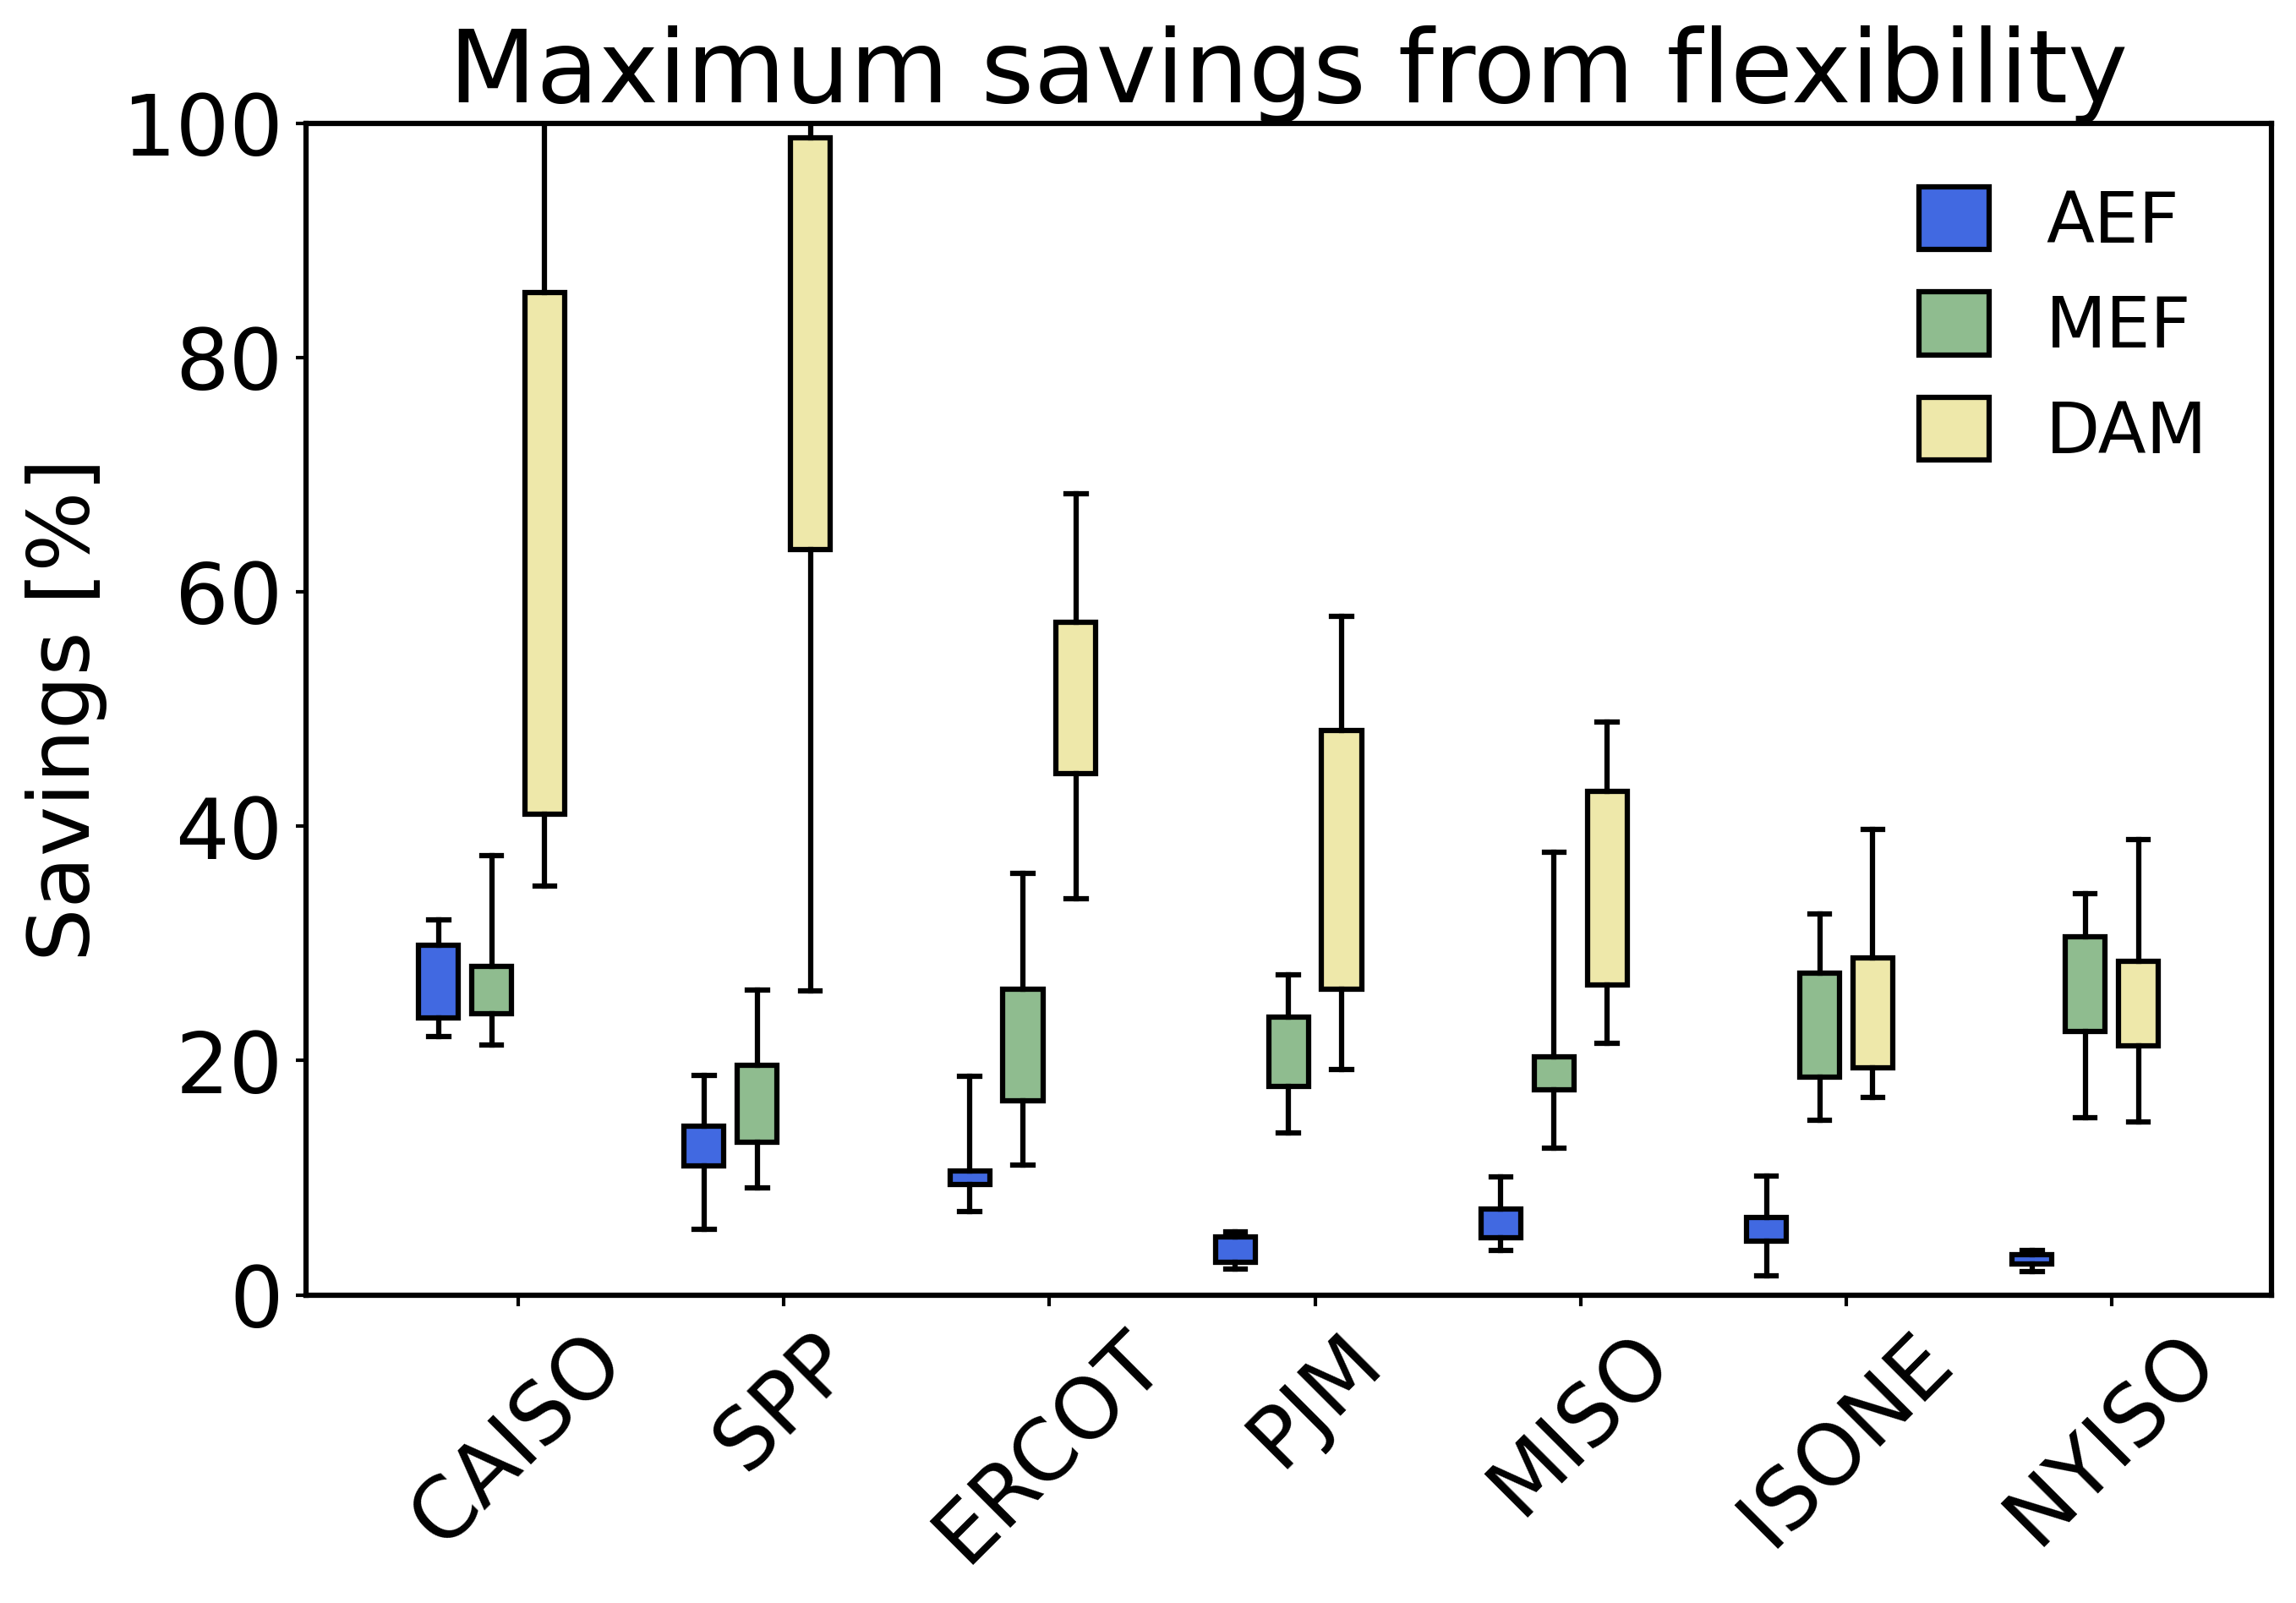 Maximum savings from flexibility
Savings [%]
100
80
60
40
20
0
AEF
MEF
DAM
CAISO
SPP
ERCOT
PJM
MISO
ISONE
NYISO